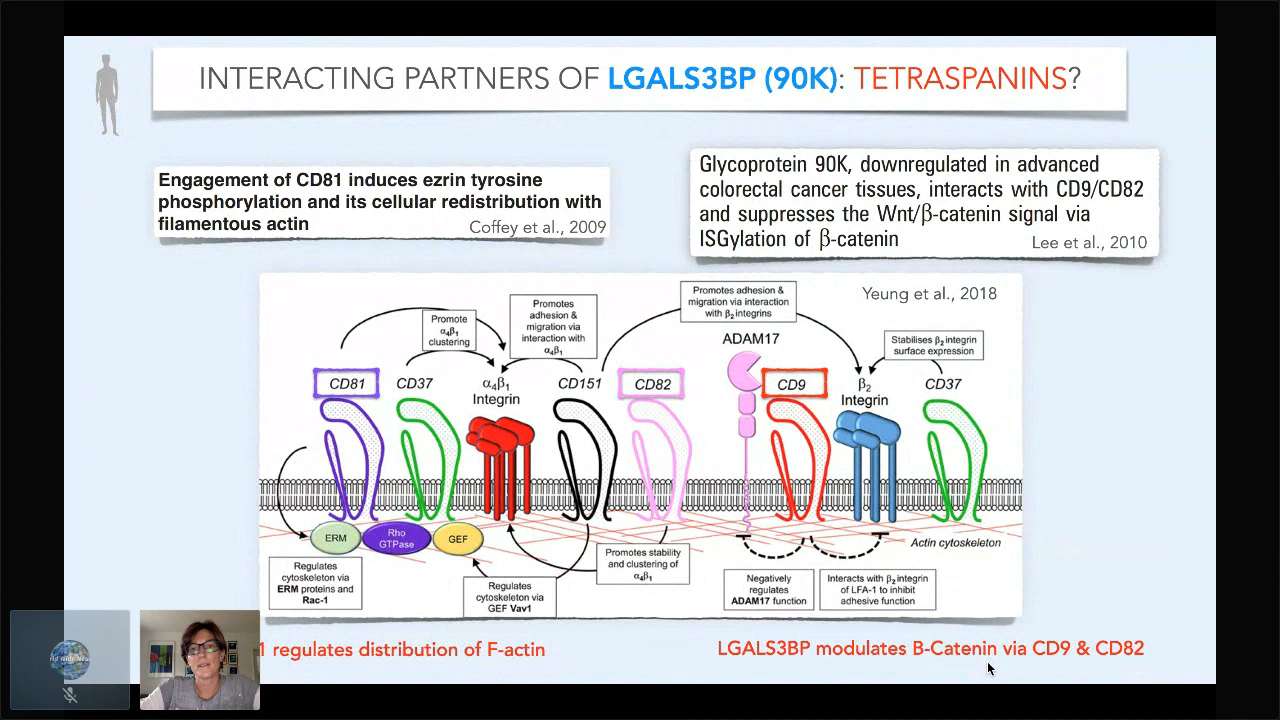 INTERACTING PARTNERS OF LGALS3BP (90K): TETRASPANINS?
Engagement of CD81 induces ezrin tyrosine
phosphorylation and its cellular redistribution with
filamentous actin
Coffey et al., 2009
Glycoprotein 90K, downregulated in advanced
colorectal cancer tissues, interacts with CD9/CD82
and suppresses the Wnt/β-catenin signal via
ISGylation of β-catenin
Lee et al., 2010
Yeung et al., 2018
Promote
α4β1
clustering
Promotes
adhesion &
migration via
interaction with
α4β1
Promotes adhesion &
migration via interaction
with β2 integrins
Stabilises β2 integrin
surface expression
ADAM17
CD81
CD37
α4β1
Integrin
CD151
CD82
CD9
β2
Integrin
CD37
ERM
Rho
GTPase
GEF
Actin cytoskeleton
Regulates
cytoskeleton via
ERM proteins and
Rac-1
Regulates
cytoskeleton via
GEF Vav1
Promotes stability
and clustering of
α4β1
Negatively
regulates
ADAM17 function
Interacts with β2 integrin
of LFA-1 to inhibit
adhesive function
1 regulates distribution of F-actin
LGALS3BP modulates B-Catenin via CD9 & CD82